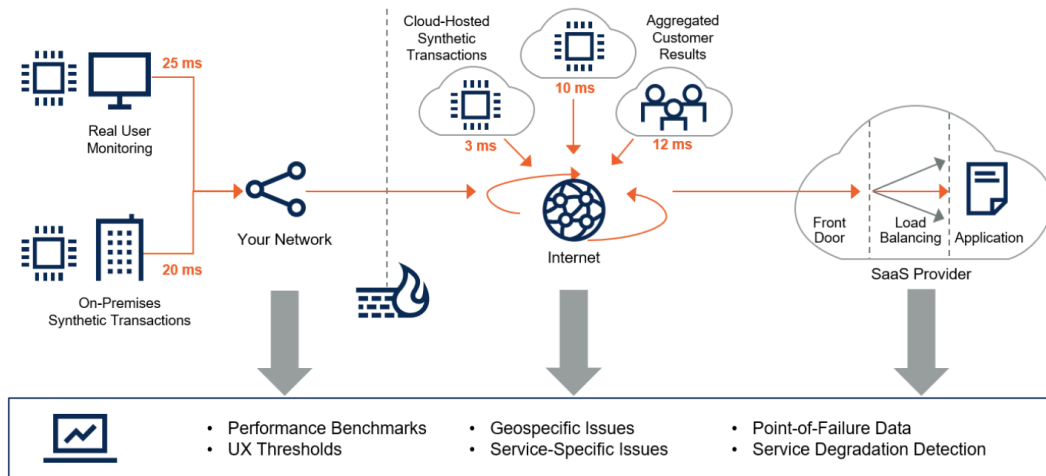 Cloud-Hosted
Synthetic
Transactions
Aggregated
Customer
Results
25 ms
10 ms
3 ms
12 ms
Real User
Monitoring
Your Network
20 ms
On-Premises
Synthetic Transactions
Internet
Front
Door
Load
Balancing
Application
SaaS Provider
• Performance Benchmarks
• UX Thresholds
• Geospecific Issues
• Service-Specific Issues
• Point-of-Failure Data
• Service Degradation Detection